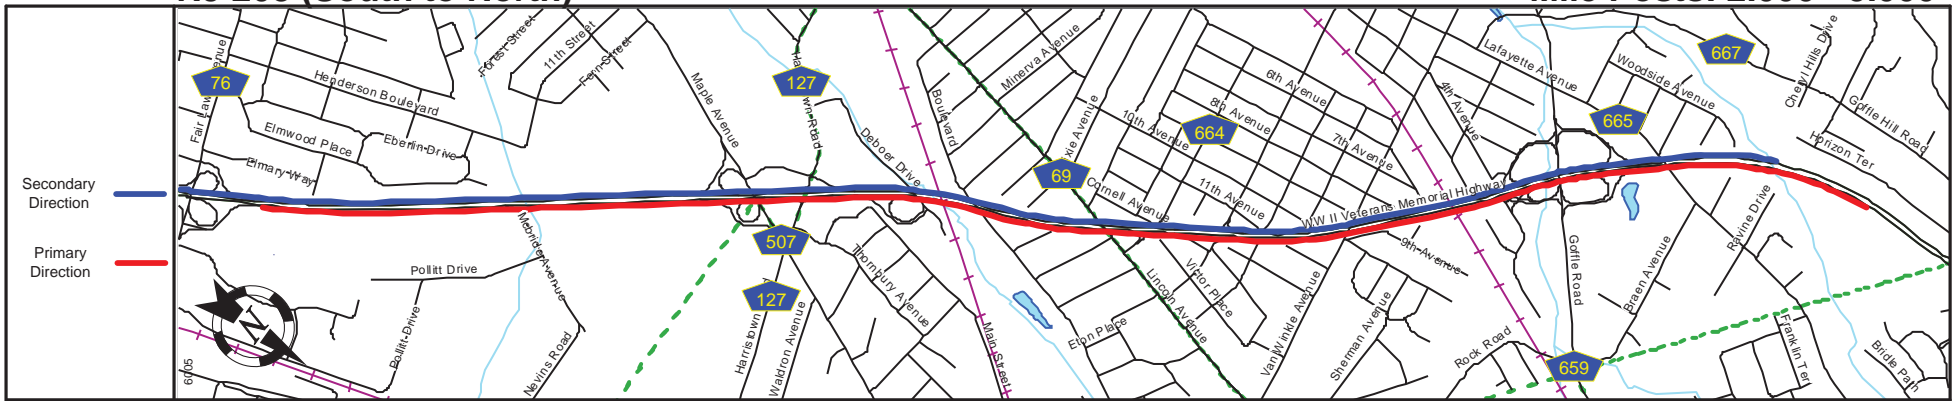 Secondary
Direction
Primary
Direction
76
Henderson Boulevard
Elmwood Place
Eberlin Drive
Elmary Way
Forest Street
11th Street
Fern Street
Maple Avenue
127
Deboer Drive
Boulevard
Minerva Avenue
69
Cornell Avenue
10th Avenue
664
6th Avenue
8th Avenue
7th Avenue
11th Avenue
4th Avenue
Lafayette Avenue
Woodside Avenue
665
667
Cheryl Hills Drive
Goffle Hill Road
Horizon Ter
WW II Veterans Memorial Highway
9th Avenue
Pollitt Drive
Pollitt Drive
Mcbride Avenue
Nevins Road
6005
N
507
127
Harristown
Waldron Avenue
Thornbury Avenue
Main Street
Eton Place
Lincoln Avenue
Victor Place
Van Winkle Avenue
Sherman Avenue
Rock Road
659
Goffle Road
Braen Avenue
Ravine Drive
Franklin Ter
Bridle Path